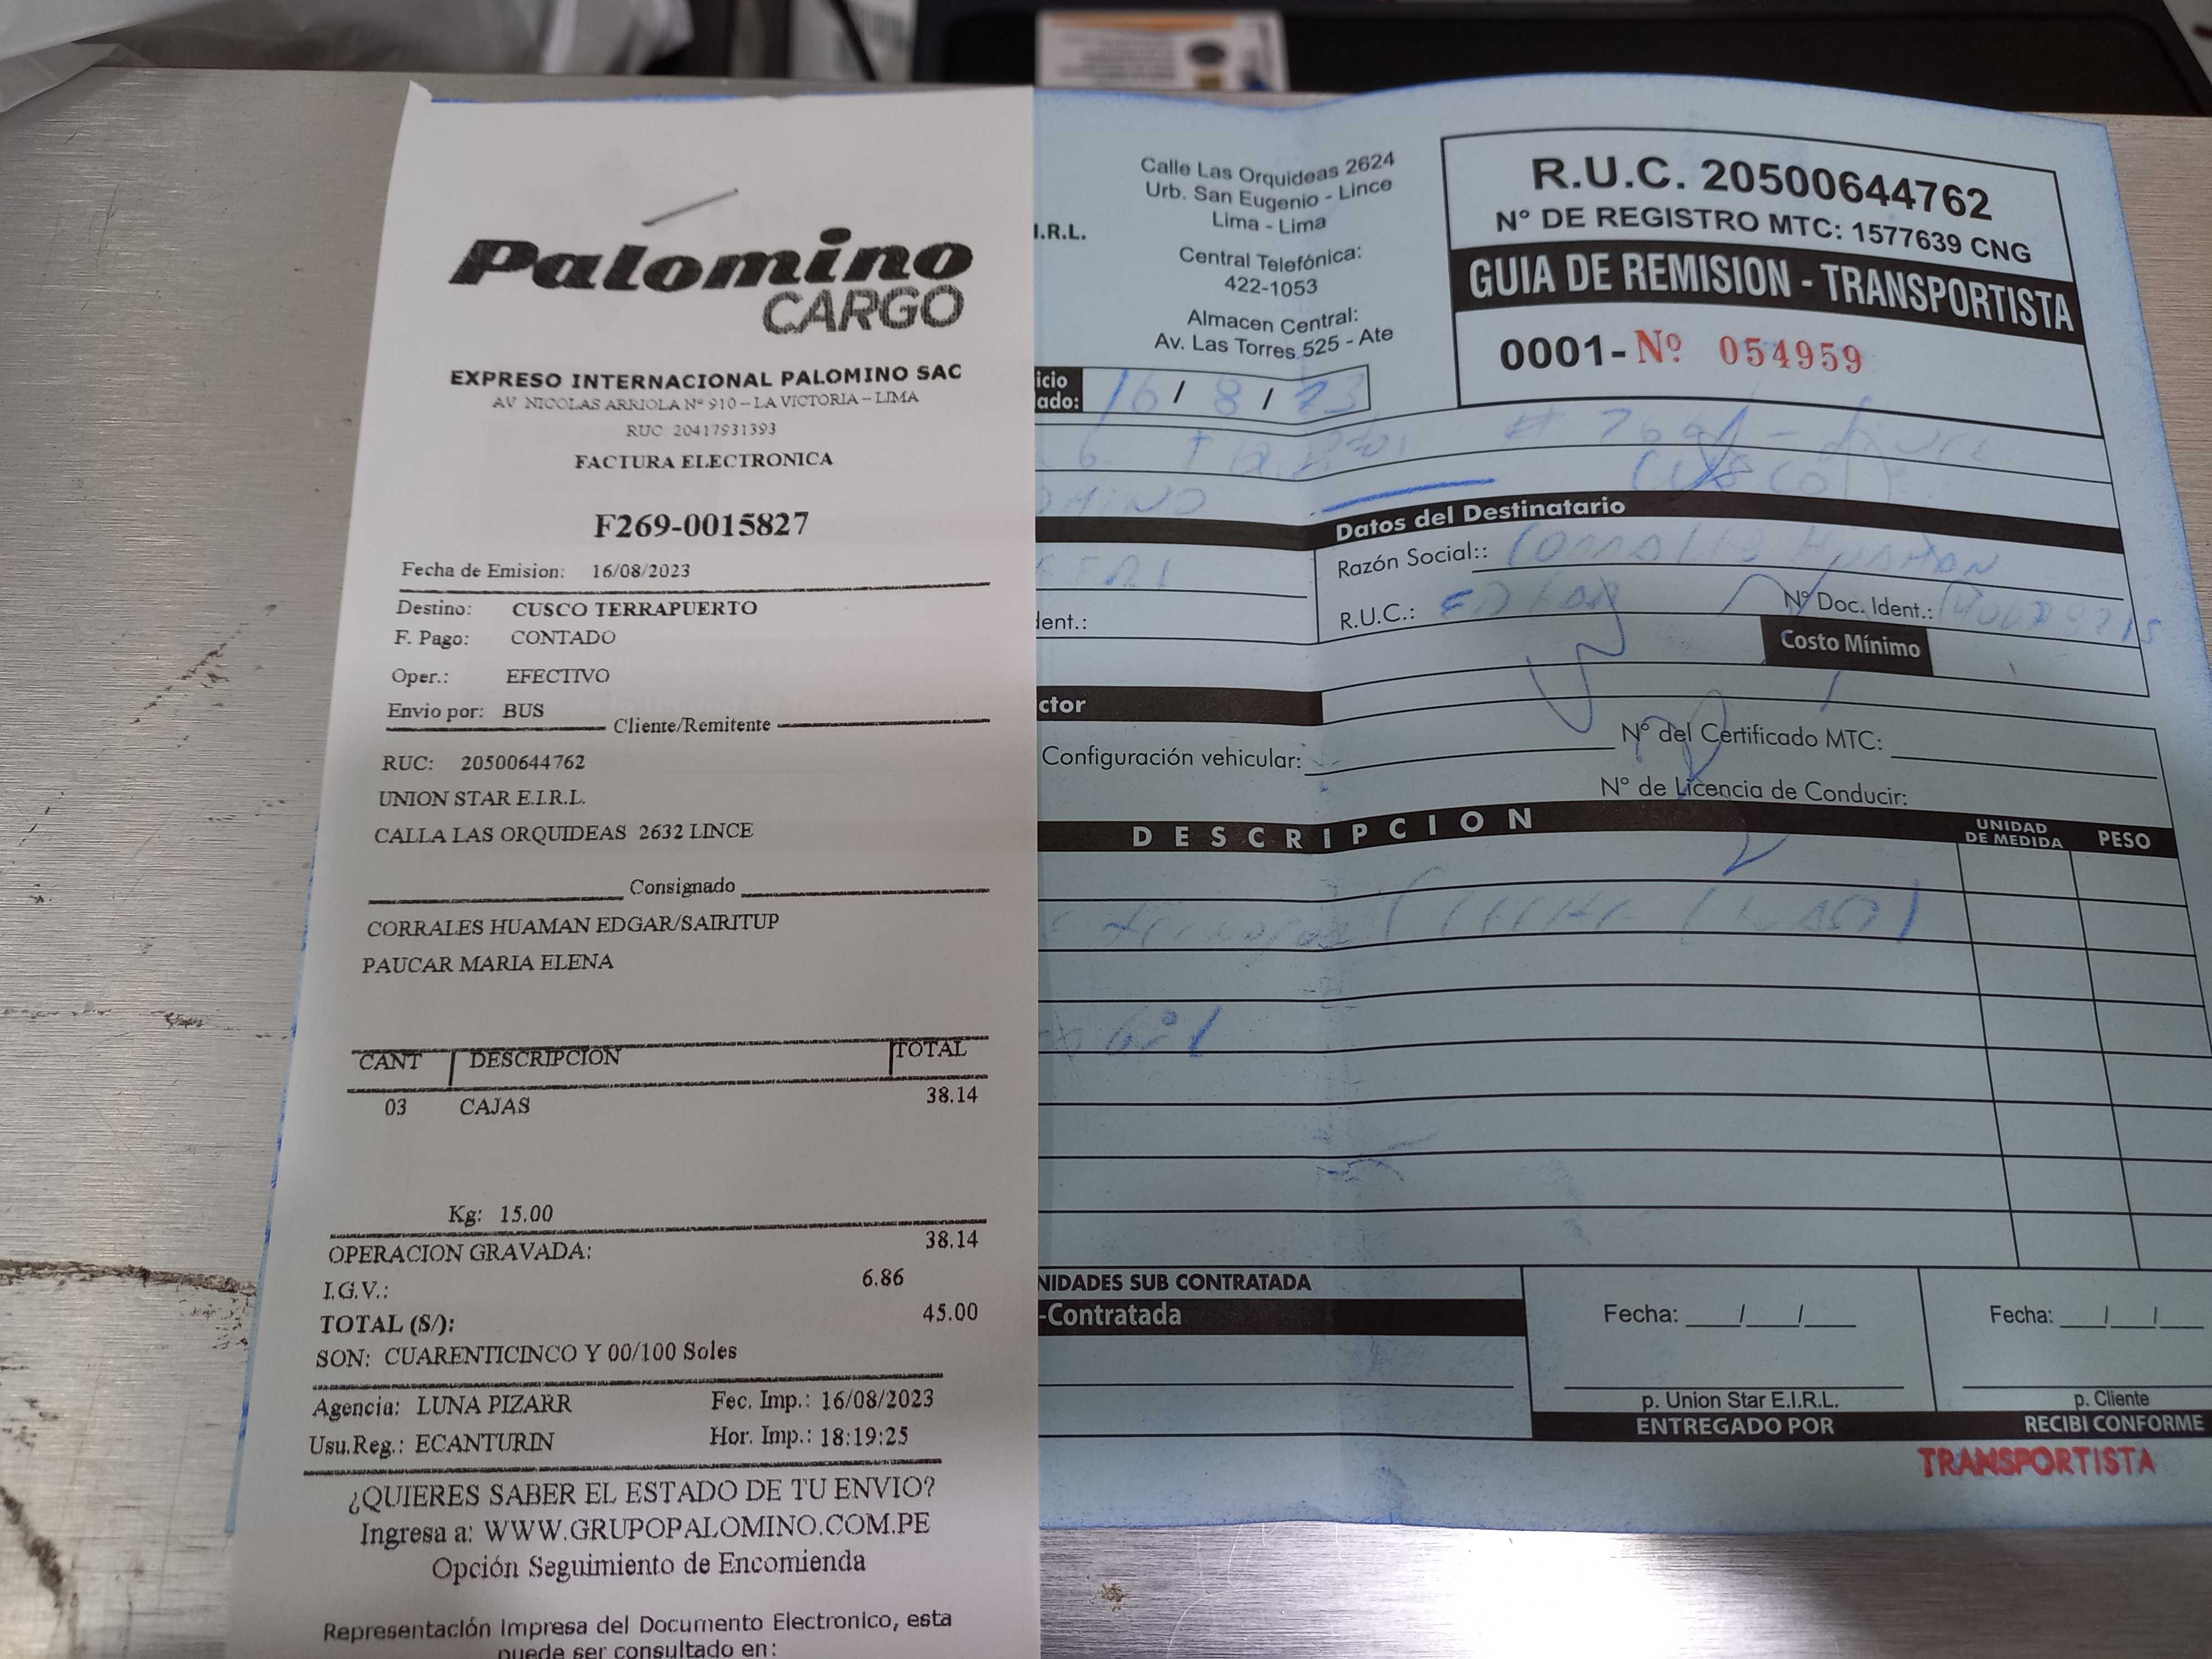 Palomino
CARGO
EXPRESO INTERNACIONAL PALOMINO SAC
AV NICOLAS ARRIOLA Nº 910 – LA VICTORIA – LIMA
RUC: 20417931393
FACTURA ELECTRONICA
F269-0015827
Fecha de Emision: 16/08/2023
Destino: CUSCO TERRAPUERTO
F. Pago: CONTADO
Oper.: EFECTIVO
Envio por: BUS
Cliente/Remitente
RUC: 20500644762
UNION STAR E.I.R.L.
CALLA LAS ORQUIDEAS 2632 LINCE
Consignado
CORRALES HUAMAN EDGAR/SAIRITUP
PAUCAR MARIA ELENA
CANT DESCRIPCION TOTAL
03 CAJAS 38.14
Kg: 15.00
OPERACION GRAVADA: 38.14
I.G.V.: 6.86
TOTAL (S/): 45.00
SON: CUARENTICINCO Y 00/100 Soles
Agencia: LUNA PIZARR Fec. Imp.: 16/08/2023
Usu.Reg.: ECANTURIN Hor. Imp.: 18:19:25
¿QUIERES SABER EL ESTADO DE TU ENVIO?
Ingresa a: WWW.GRUPOPALOMINO.COM.PE
Opción Seguimiento de Encomienda
Representación Impresa del Documento Electronico, esta
puede ser consultado en:
I.R.L.
Calle Las Orquideas 2624
Urb. San Eugenio - Lince
Lima - Lima
Central Telefónica:
422-1053
Almacen Central:
Av. Las Torres 525 - Ate
R.U.C. 20500644762
N° DE REGISTRO MTC: 1577639 CNG
GUIA DE REMISION - TRANSPORTISTA
0001- Nº 054959
icio
ado: 16 / 8 / 23
CUSCO
Datos del Destinatario
Razón Social:: CORRALES HUAMAN
R.U.C.: EDGAR N° Doc. Ident.:
dent.:
Costo Mínimo
ctor
Configuración vehicular: N° del Certificado MTC:
N° de Licencia de Conducir:
DESCRIPCION UNIDAD DE MEDIDA PESO
NIDADES SUB CONTRATADA
-Contratada
Fecha: / / Fecha: / /
p. Union Star E.I.R.L. p. Cliente
ENTREGADO POR RECIBI CONFORME
TRANSPORTISTA